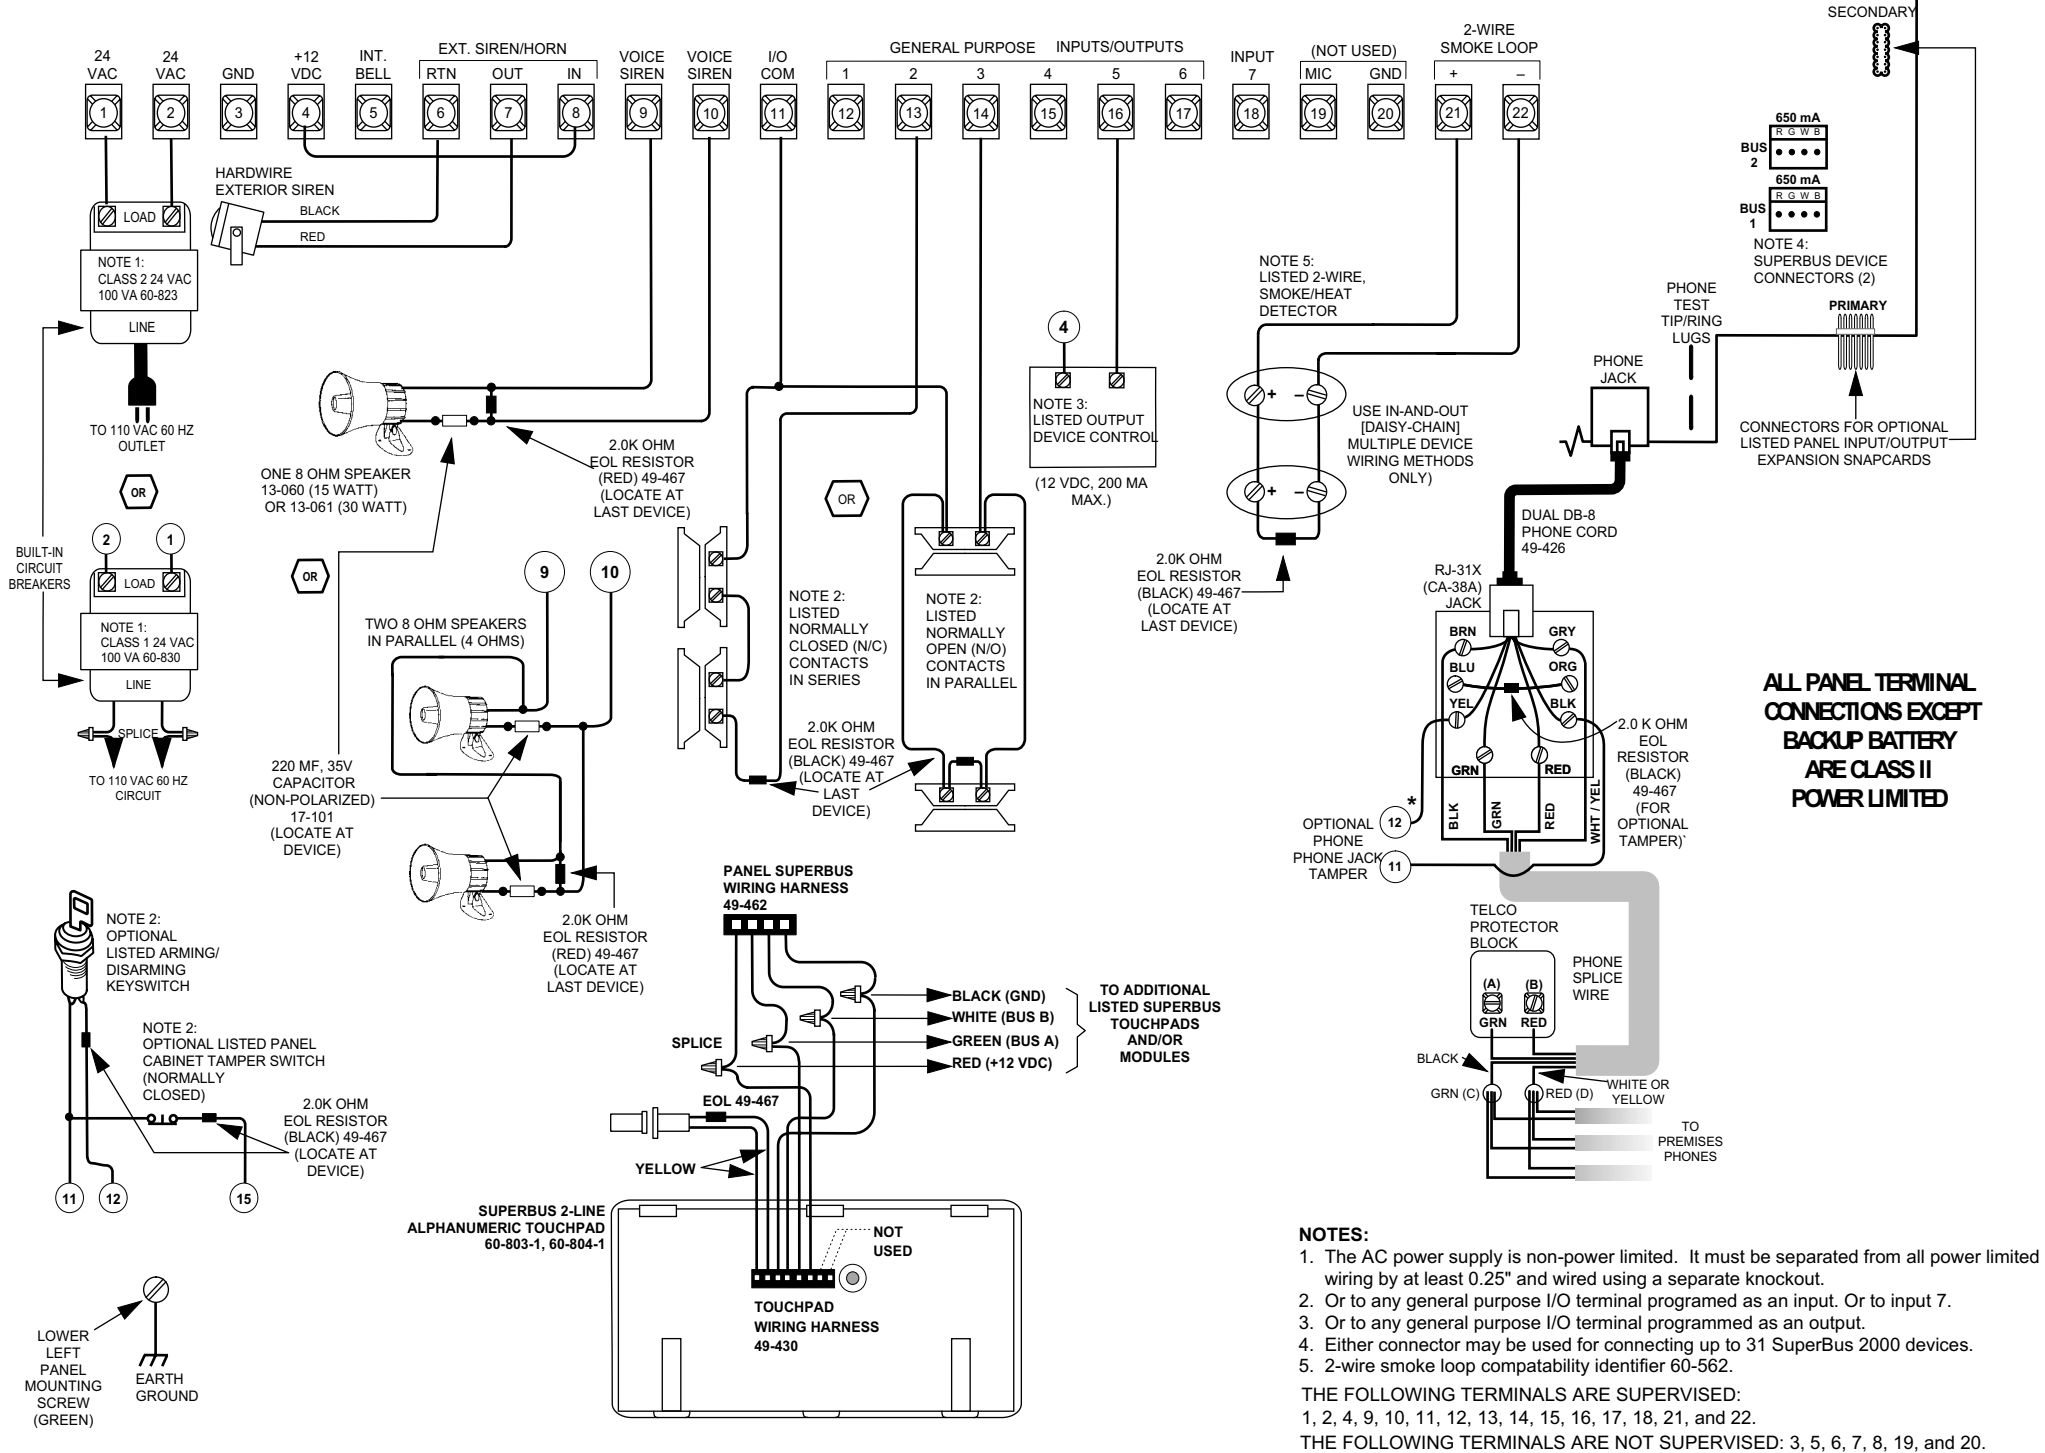 24
VAC
24
VAC
GND
+12
VDC
INT.
BELL
EXT. SIREN/HORN
RTN
OUT
IN
VOICE
SIREN
VOICE
SIREN
I/O
COM
GENERAL PURPOSE INPUTS/OUTPUTS
1
2
3
4
5
6
INPUT
7
(NOT USED)
MIC
GND
2-WIRE
SMOKE LOOP
+
–
1
2
3
4
5
6
7
8
9
10
11
12
13
14
15
16
17
18
19
20
21
22
SECONDARY
650 mA
R G W B
BUS
2
650 mA
R G W B
BUS
1
NOTE 4:
SUPERBUS DEVICE
CONNECTORS (2)
PRIMARY
PHONE
TEST
TIP/RING
LUGS
PHONE
JACK
CONNECTORS FOR OPTIONAL
LISTED PANEL INPUT/OUTPUT
EXPANSION SNAPCARDS
HARDWIRE
EXTERIOR SIREN
BLACK
RED
LOAD
NOTE 1:
CLASS 2 24 VAC
100 VA 60-823
LINE
TO 110 VAC 60 HZ
OUTLET
OR
2
1
BUILT-IN
CIRCUIT
BREAKERS
LOAD
NOTE 1:
CLASS 1 24 VAC
100 VA 60-830
LINE
SPLICE
TO 110 VAC 60 HZ
CIRCUIT
ONE 8 OHM SPEAKER
13-060 (15 WATT)
OR 13-061 (30 WATT)
2.0K OHM
EOL RESISTOR
(RED) 49-467
(LOCATE AT
LAST DEVICE)
OR
9
10
TWO 8 OHM SPEAKERS
IN PARALLEL (4 OHMS)
220 MF, 35V
CAPACITOR
(NON-POLARIZED)
17-101
(LOCATE AT
DEVICE)
2.0K OHM
EOL RESISTOR
(RED) 49-467
(LOCATE AT
LAST DEVICE)
OR
NOTE 2:
LISTED
NORMALLY
CLOSED (N/C)
CONTACTS
IN SERIES
NOTE 2:
LISTED
NORMALLY
OPEN (N/O)
CONTACTS
IN PARALLEL
2.0K OHM
EOL RESISTOR
(BLACK) 49-467
(LOCATE AT
LAST
DEVICE)
4
NOTE 3:
LISTED OUTPUT
DEVICE CONTROL
(12 VDC, 200 MA
MAX.)
NOTE 5:
LISTED 2-WIRE,
SMOKE/HEAT
DETECTOR
+
–
+
–
USE IN-AND-OUT
[DAISY-CHAIN]
MULTIPLE DEVICE
WIRING METHODS
ONLY)
2.0K OHM
EOL RESISTOR
(BLACK) 49-467
(LOCATE AT
LAST DEVICE)
DUAL DB-8
PHONE CORD
49-426
RJ-31X
(CA-38A)
JACK
BRN
GRY
BLU
ORG
YEL
BLK
GRN
RED
BLK
GRN
RED
WHT / YEL
2.0 K OHM
EOL
RESISTOR
(BLACK)
49-467
(FOR
OPTIONAL
TAMPER)`
*
12
11
OPTIONAL
PHONE
PHONE JACK
TAMPER
TELCO
PROTECTOR
BLOCK
(A)
(B)
GRN
RED
PHONE
SPLICE
WIRE
BLACK
WHITE OR
YELLOW
GRN (C)
RED (D)
TO
PREMISES
PHONES
ALL PANEL TERMINAL
CONNECTIONS EXCEPT
BACKUP BATTERY
ARE CLASS II
POWER LIMITED
NOTE 2:
OPTIONAL
LISTED ARMING/
DISARMING
KEYSWITCH
NOTE 2:
OPTIONAL LISTED PANEL
CABINET TAMPER SWITCH
(NORMALLY
CLOSED)
2.0K OHM
EOL RESISTOR
(BLACK) 49-467
(LOCATE AT
DEVICE)
11
12
15
LOWER
LEFT
PANEL
MOUNTING
SCREW
(GREEN)
EARTH
GROUND
PANEL SUPERBUS
WIRING HARNESS
49-462
BLACK (GND)
WHITE (BUS B)
GREEN (BUS A)
RED (+12 VDC)
TO ADDITIONAL
LISTED SUPERBUS
TOUCHPADS
AND/OR
MODULES
SPLICE
EOL 49-467
YELLOW
SUPERBUS 2-LINE
ALPHANUMERIC TOUCHPAD
60-803-1, 60-804-1
NOT
USED
TOUCHPAD
WIRING HARNESS
49-430
NOTES:
1. The AC power supply is non-power limited. It must be separated from all power limited
wiring by at least 0.25" and wired using a separate knockout.
2. Or to any general purpose I/O terminal programed as an input. Or to input 7.
3. Or to any general purpose I/O terminal programmed as an output.
4. Either connector may be used for connecting up to 31 SuperBus 2000 devices.
5. 2-wire smoke loop compatability identifier 60-562.
THE FOLLOWING TERMINALS ARE SUPERVISED:
1, 2, 4, 9, 10, 11, 12, 13, 14, 15, 16, 17, 18, 21, and 22.
THE FOLLOWING TERMINALS ARE NOT SUPERVISED: 3, 5, 6, 7, 8, 19, and 20.